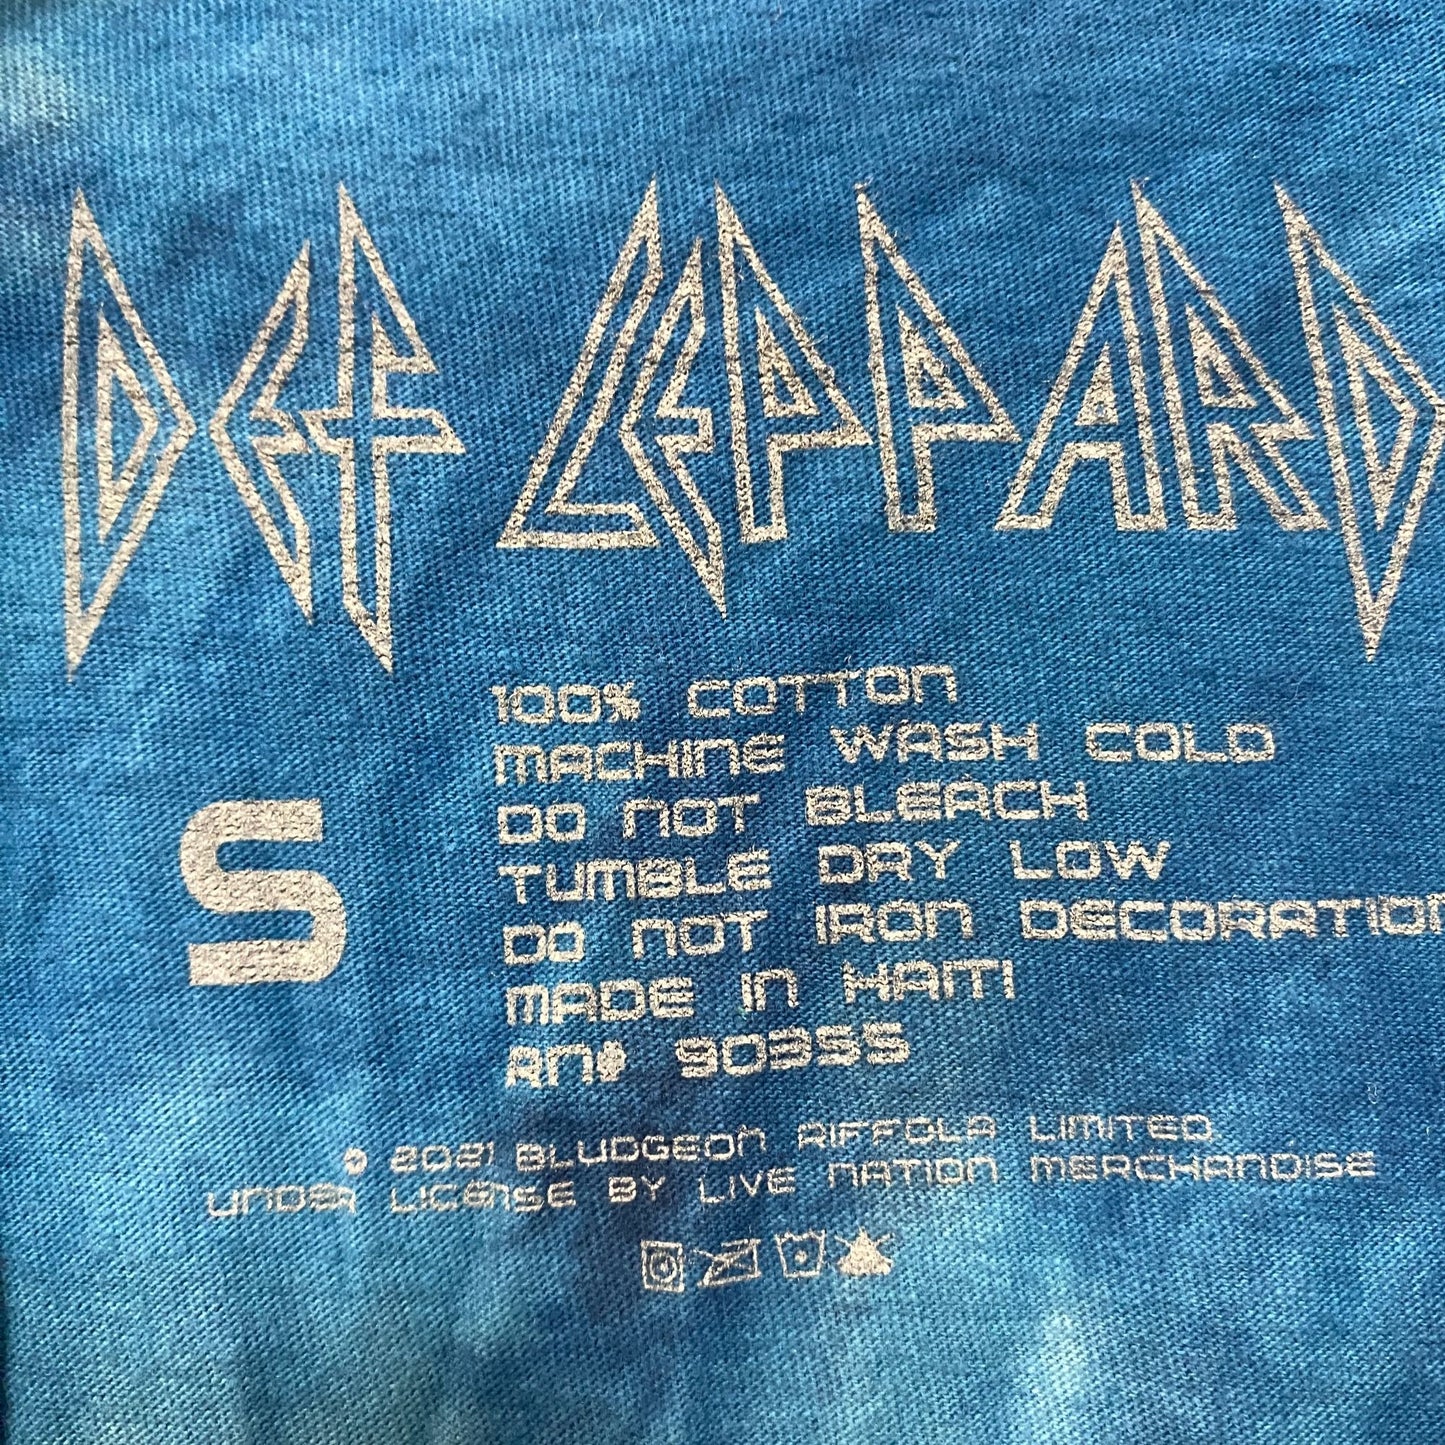 DEF LEPPARD
100% COTTON
MACHINE WASH COLD
DO NOT BLEACH
TUMBLE DRY LOW
DO NOT IRON DECORATION
MADE IN HAITI
RN# 90355
S
© 2021 BLUDGEON RIFFOLA LIMITED.
UNDER LICENSE BY LIVE NATION MERCHANDISE